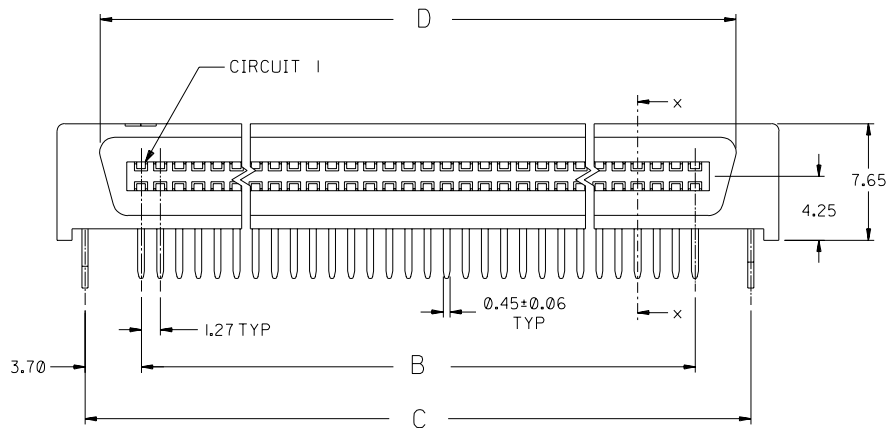 D
CIRCUIT 1
x
7.65
4.25
0.45±0.06
TYP
x
1.27 TYP
3.70
B
C